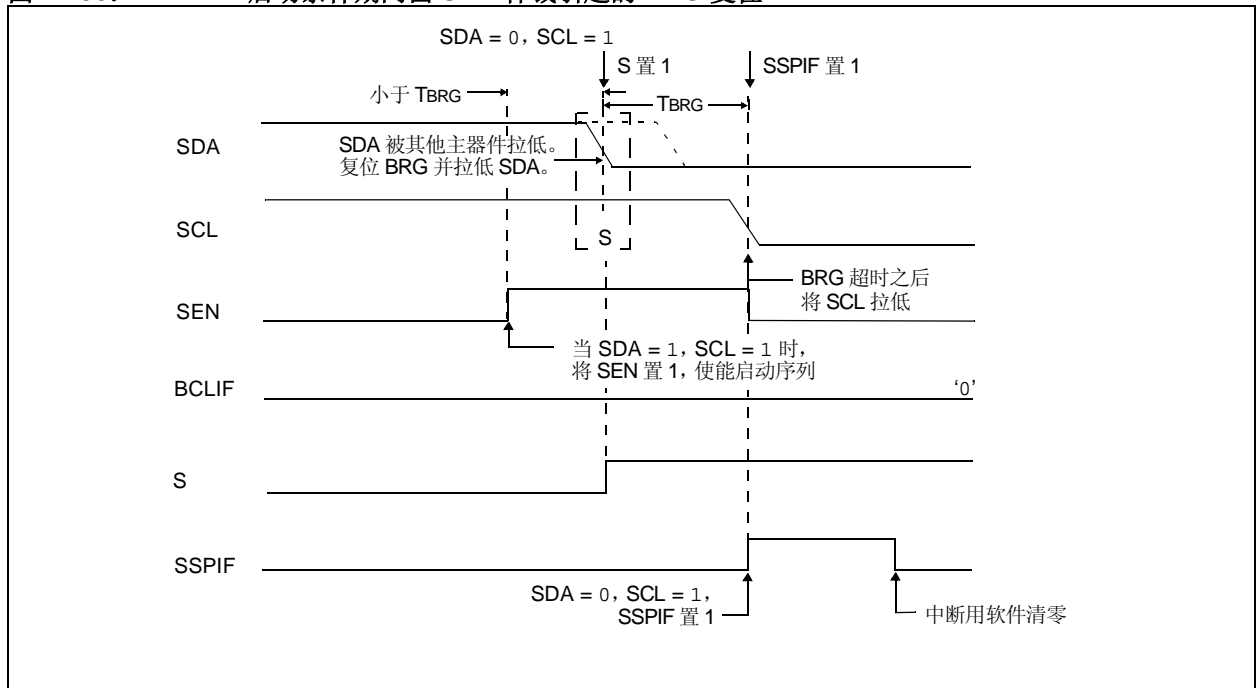 SDA = 0，SCL = 1
S 置 1
SSPIF 置 1
小于 TBRG
TBRG
SDA
SDA 被其他主器件拉低。
复位 BRG 并拉低 SDA。
SCL
S
SEN
BRG 超时之后
将 SCL 拉低
当 SDA = 1，SCL = 1 时，
将 SEN 置 1，使能启动序列
BCLIF
‘0’
S
SSPIF
SDA = 0，SCL = 1，
SSPIF 置 1
中断用软件清零